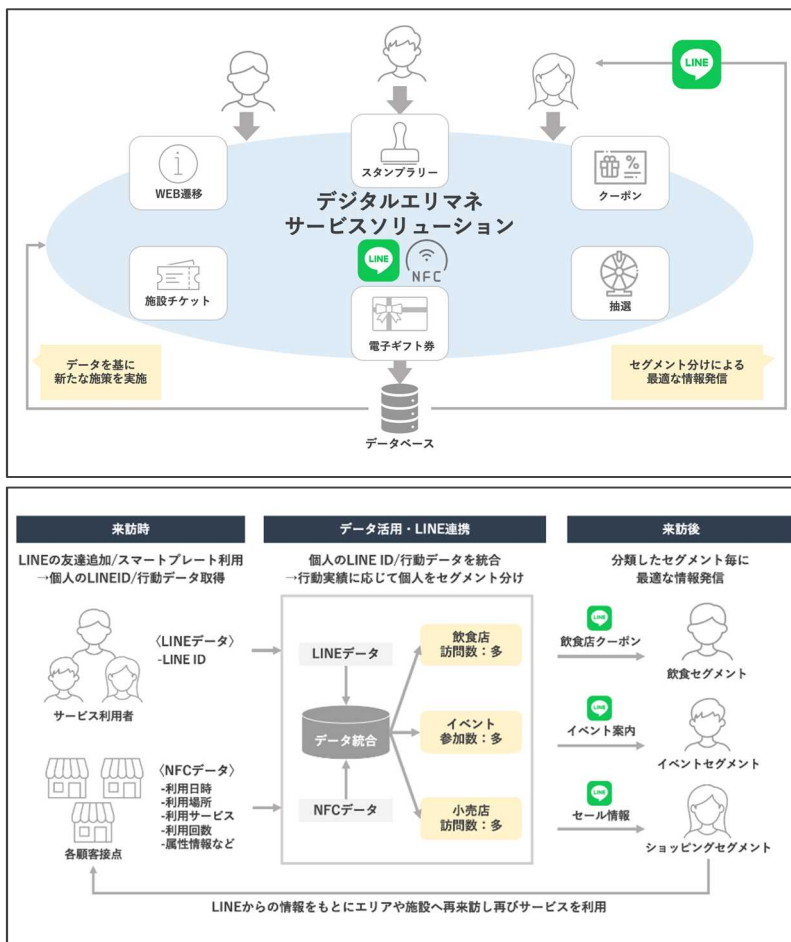 LINE
WEB遷移
スタンプラリー
クーポン
デジタルエリマネ
サービスソリューション
LINE
NFC
施設チケット
電子ギフト券
抽選
データを基に
新たな施策を実施
セグメント分けによる
最適な情報発信
データベース
来訪時
LINEの友達追加/スマートプレート利用
→個人のLINEID/行動データ取得
〈LINEデータ〉
-LINE ID
サービス利用者
〈NFCデータ〉
-利用日時
-利用場所
-利用サービス
-利用回数
-属性情報など
各顧客接点
データ活用・LINE連携
個人のLINE ID/行動データを統合
→行動実績に応じて個人をセグメント分け
LINEデータ
データ統合
NFCデータ
飲食店
訪問数：多
イベント
参加数：多
小売店
訪問数：多
来訪後
分類したセグメント毎に
最適な情報発信
LINE
飲食店クーポン
飲食セグメント
LINE
イベント案内
イベントセグメント
LINE
セール情報
ショッピングセグメント
LINEからの情報をもとにエリアや施設へ再来訪し再びサービスを利用